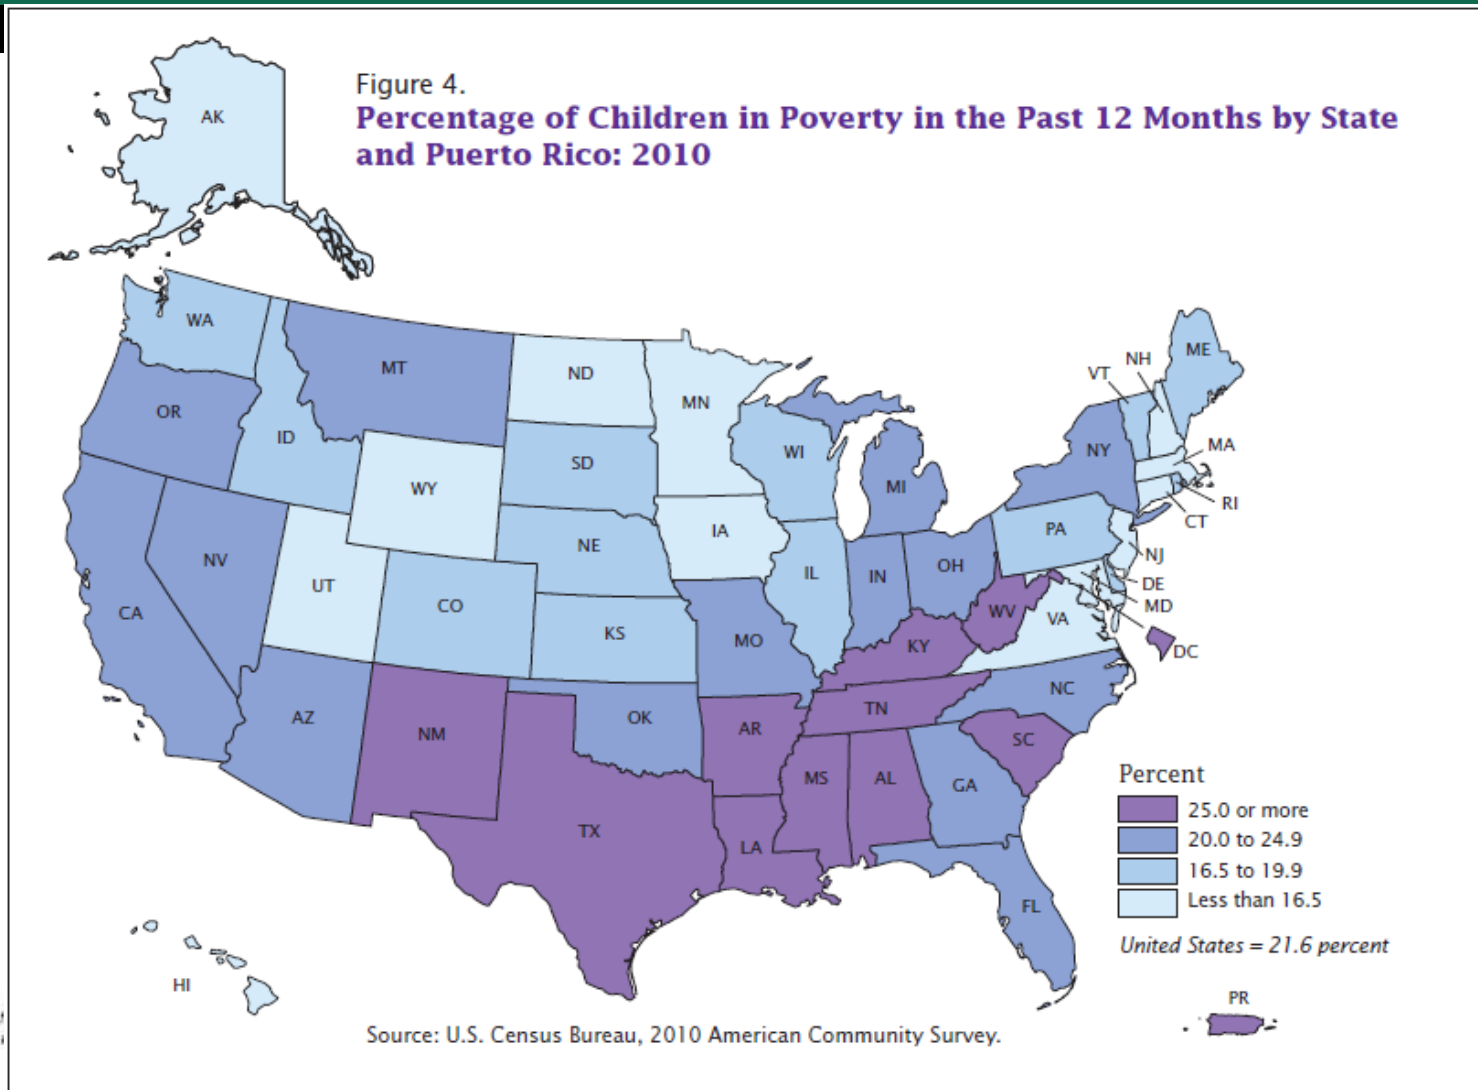 Figure 4.
Percentage of Children in Poverty in the Past 12 Months by State
and Puerto Rico: 2010
AK
WA
MT
ND
MN
OR
ID
WY
SD
WI
MI
NY
VT
NH
ME
MA
RI
CT
NJ
DE
MD
DC
PA
NV
UT
CO
NE
IA
IL
IN
OH
WV
VA
CA
KS
MO
KY
AZ
NM
OK
AR
TN
NC
SC
TX
LA
MS
AL
GA
FL
HI
Percent
25.0 or more
20.0 to 24.9
16.5 to 19.9
Less than 16.5
United States = 21.6 percent
PR
Source: U.S. Census Bureau, 2010 American Community Survey.